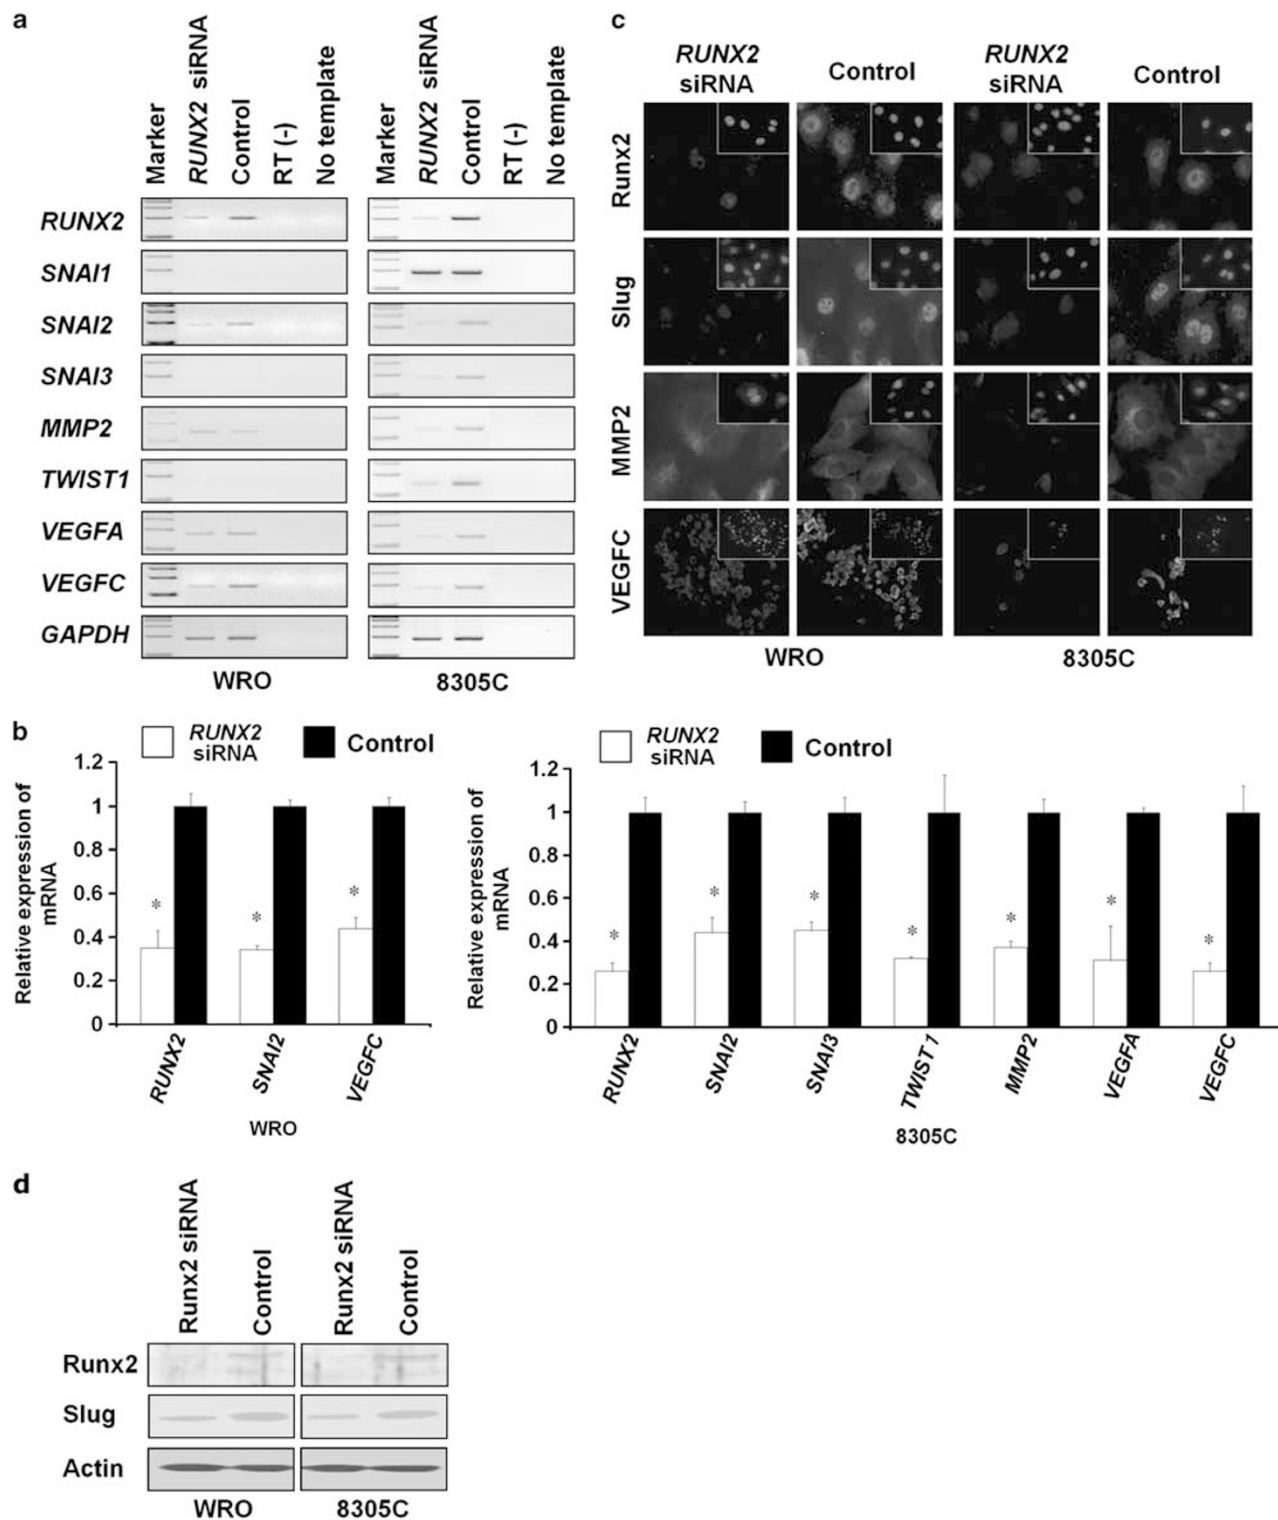 a
Marker
RUNX2 siRNA
Control
RT (-)
No template
Marker
RUNX2 siRNA
Control
RT (-)
No template
RUNX2
SNAI1
SNAI2
SNAI3
MMP2
TWIST1
VEGFA
VEGFC
GAPDH
WRO
8305C
c
RUNX2
siRNA
Control
RUNX2
siRNA
Control
Runx2
Slug
MMP2
VEGFC
WRO
8305C
b
RUNX2
siRNA
Control
Relative expression of
mRNA
1.2
1
0.8
0.6
0.4
0.2
0
*
*
*
RUNX2
SNAI2
VEGFC
WRO
RUNX2
siRNA
Control
Relative expression of
mRNA
1.2
1
0.8
0.6
0.4
0.2
0
*
*
*
*
*
*
*
RUNX2
SNAI2
SNAI3
TWIST1
MMP2
VEGFA
VEGFC
8305C
d
Runx2 siRNA
Control
Runx2 siRNA
Control
Runx2
Slug
Actin
WRO
8305C